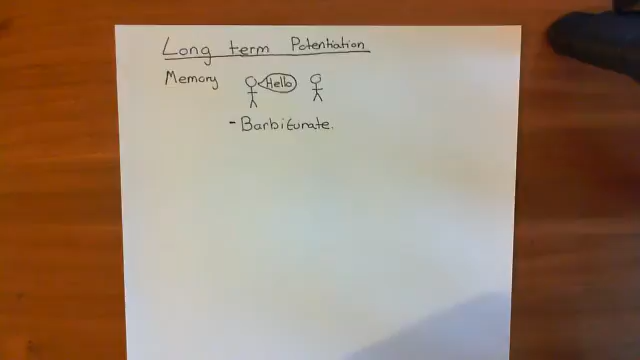 Long term Potentiation
Memory Hello
- Barbiturate.